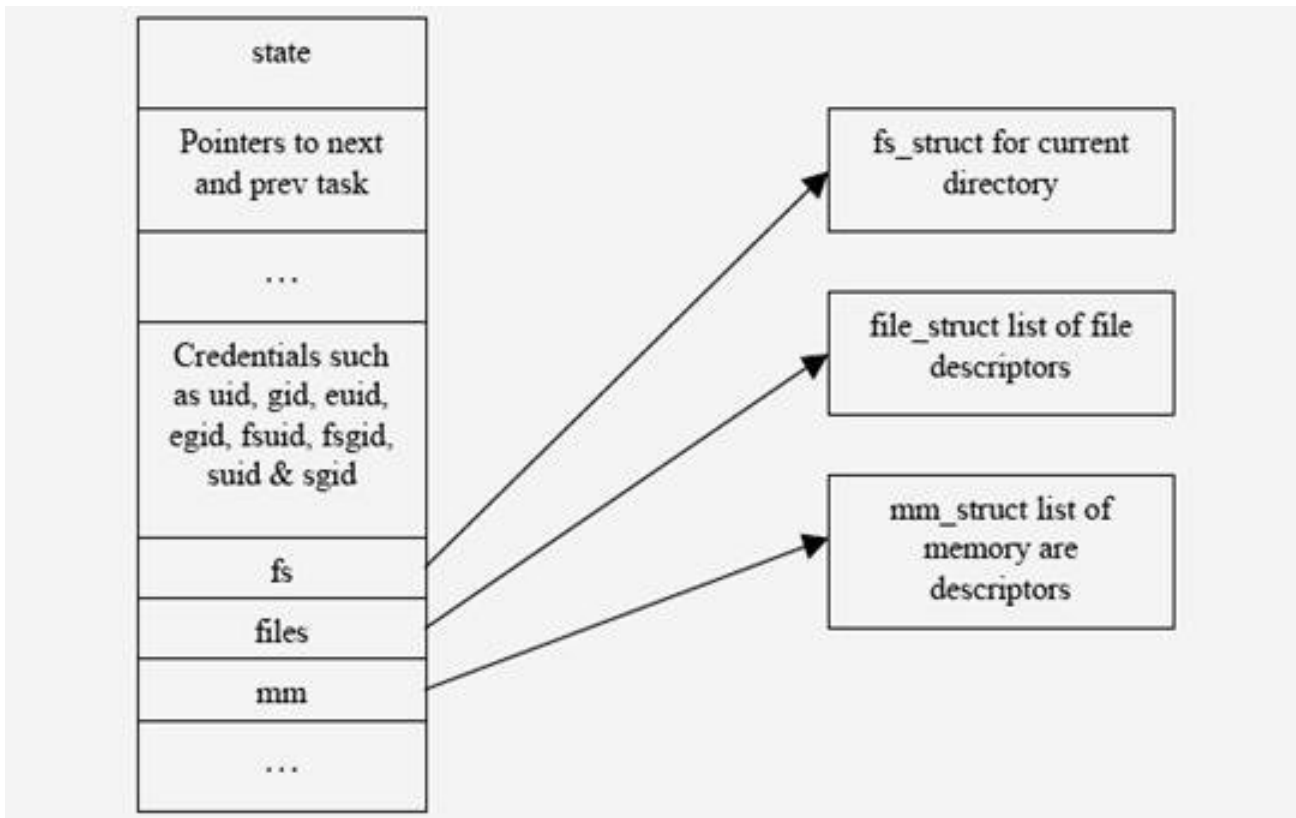 state
Pointers to next
and prev task
...
Credentials such
as uid, gid, euid,
egid, fsuid, fsgid,
suid & sgid
fs
files
mm
...
fs_struct for current
directory
file_struct list of file
descriptors
mm_struct list of
memory are
descriptors